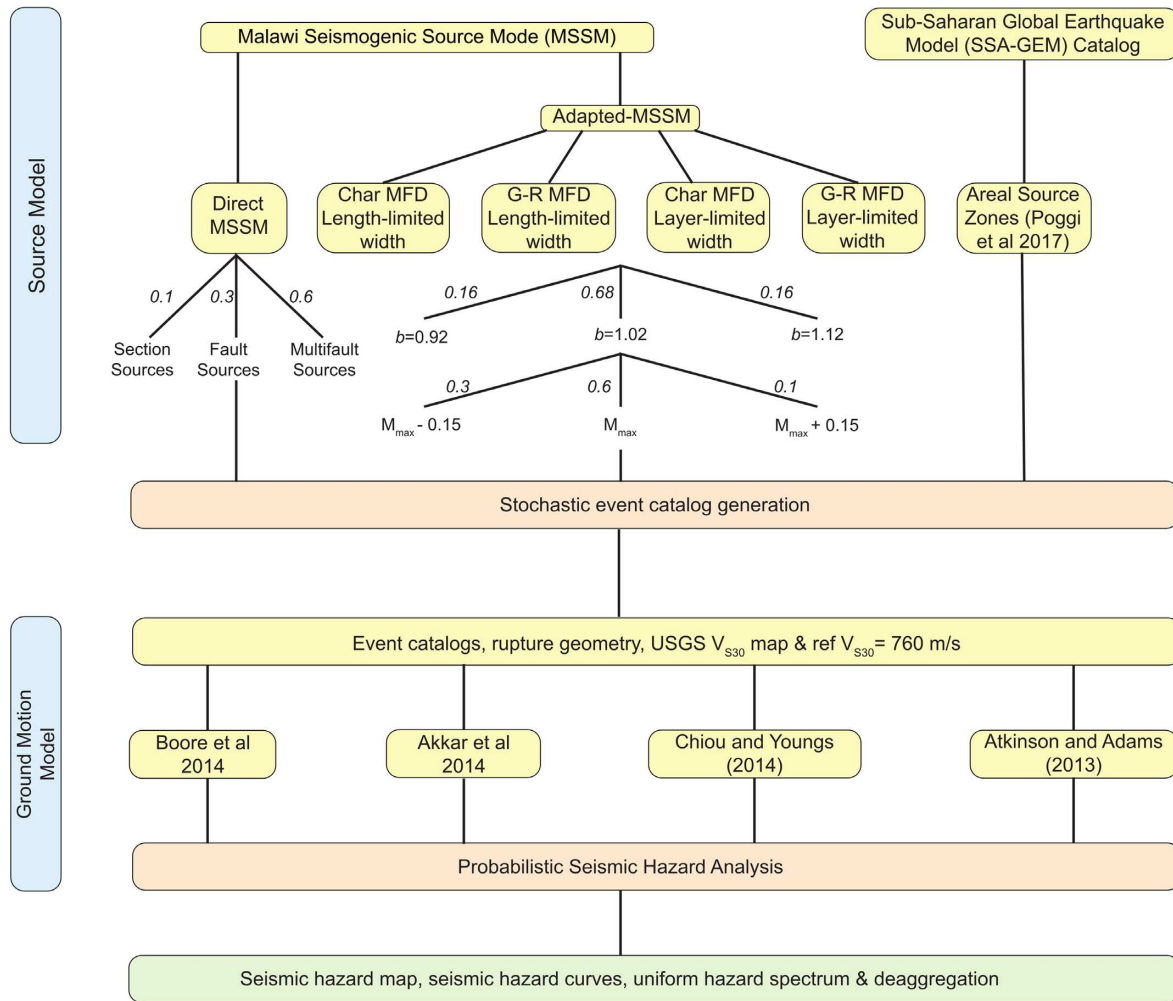 Source Model
Malawi Seismogenic Source Mode (MSSM)
Sub-Saharan Global Earthquake
Model (SSA-GEM) Catalog
Adapted-MSSM
Direct
MSSM
Char MFD
Length-limited
width
G-R MFD
Length-limited
width
Char MFD
Layer-limited
width
G-R MFD
Layer-limited
width
Areal Source
Zones (Poggi
et al 2017)
0.1
0.3
0.6
Section
Sources
Fault
Sources
Multifault
Sources
0.16
0.68
0.16
b=0.92
b=1.02
b=1.12
0.3
0.6
0.1
Mmax - 0.15
Mmax
Mmax + 0.15
Stochastic event catalog generation
Ground Motion
Model
Event catalogs, rupture geometry, USGS VS30 map & ref VS30= 760 m/s
Boore et al
2014
Akkar et al
2014
Chiou and Youngs
(2014)
Atkinson and Adams
(2013)
Probabilistic Seismic Hazard Analysis
Seismic hazard map, seismic hazard curves, uniform hazard spectrum & deaggregation